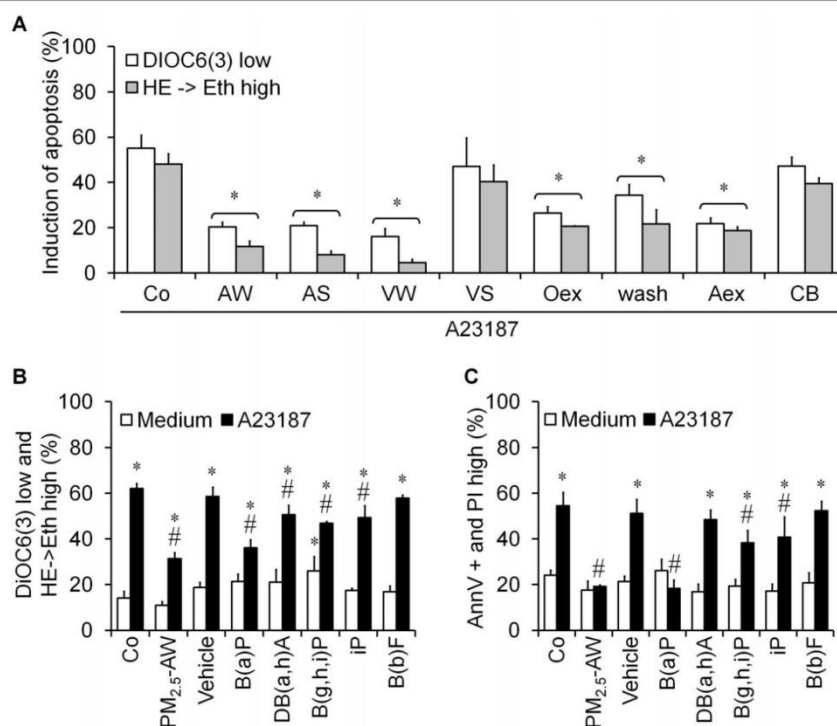 A
100
80
60
40
20
0
Induction of apoptosis (%)
DIOC6(3) low
HE -> Eth high
* * * * * *
Co AW AS VW VS Oex wash Aex CB
A23187
B
100
80
60
40
20
0
DiOC6(3) low and
HE->Eth high (%)
Medium A23187
* * # * * # * # * * # * # *
Co PM2.5-AW Vehicle B(a)P DB(a,h)A B(g,h,i)P iP B(b)F
C
100
80
60
40
20
0
AnnV + and PI high (%)
Medium A23187
* # * # * * # * # *
Co PM2.5-AW Vehicle B(a)P DB(a,h)A B(g,h,i)P iP B(b)F